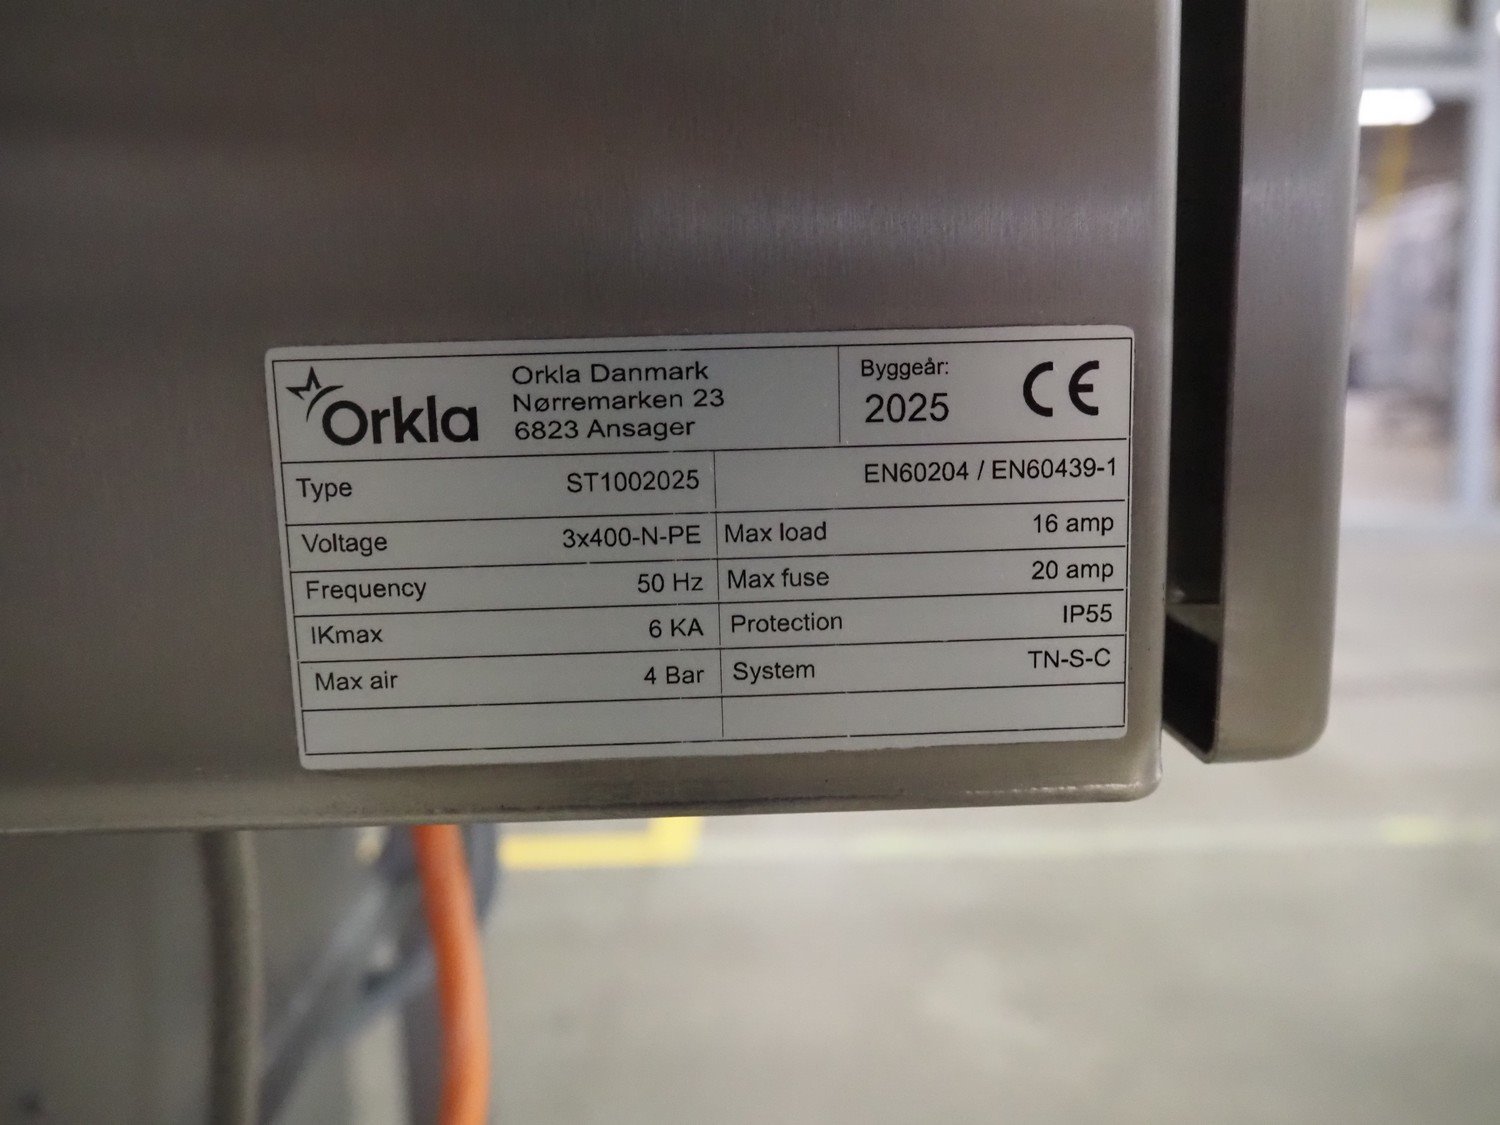 Orkla
Orkla Danmark
Nørremarken 23
6823 Ansager
Byggeår:
2025
CE
Type ST1002025 EN60204 / EN60439-1
Voltage 3x400-N-PE Max load 16 amp
Frequency 50 Hz Max fuse 20 amp
IKmax 6 KA Protection IP55
Max air 4 Bar System TN-S-C